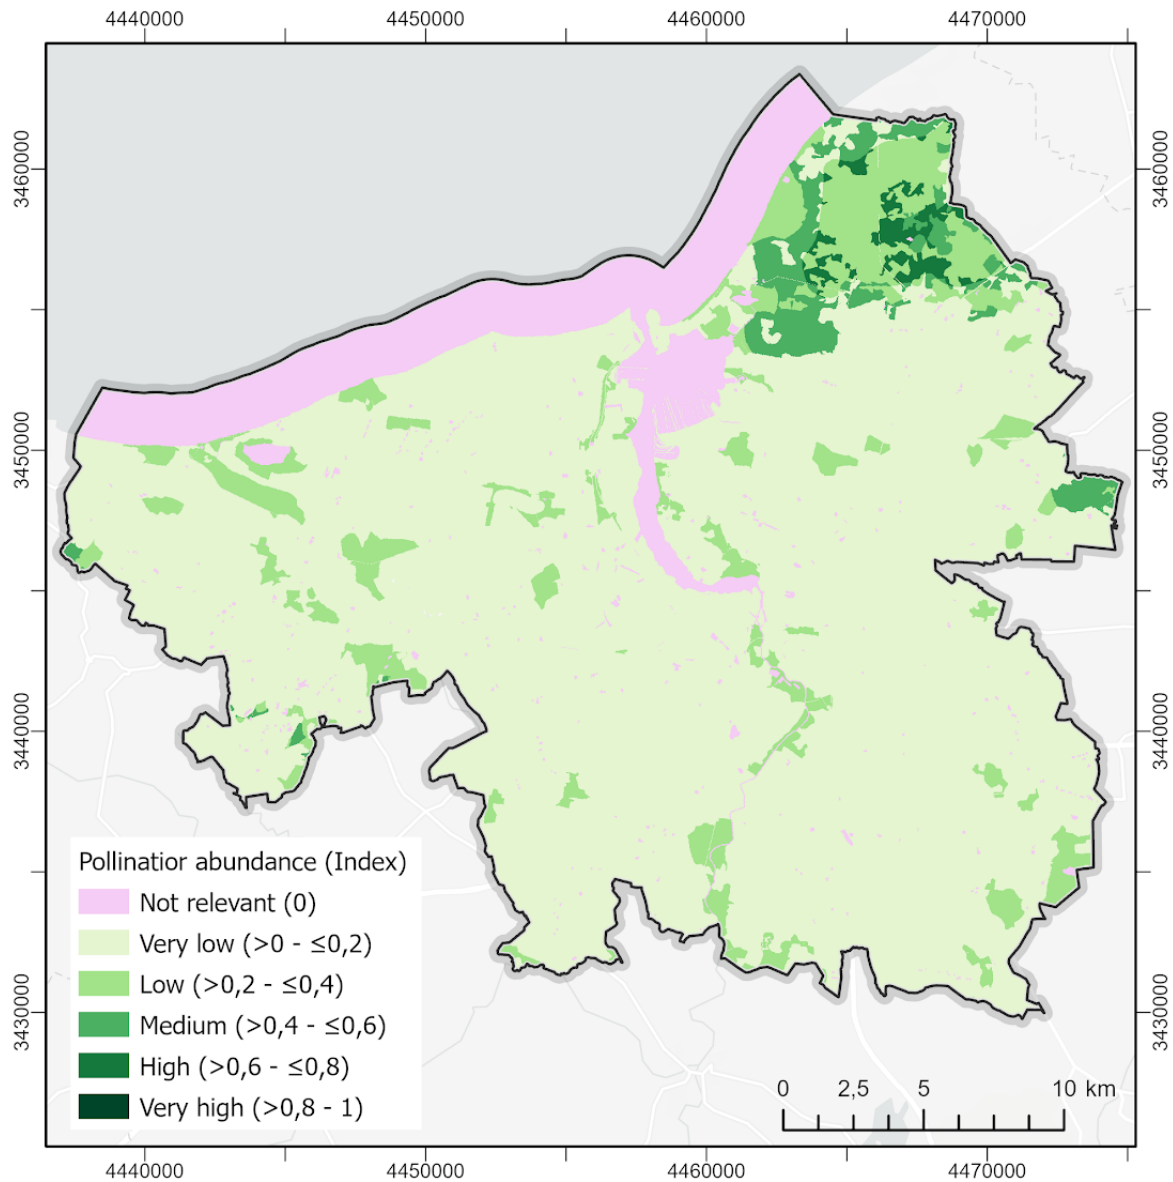 4440000 4450000 4460000 4470000
3460000 3460000
3450000 3450000
3440000 3440000
3430000 3430000
Pollinatior abundance (Index)
Not relevant (0)
Very low (>0 - ≤0,2)
Low (>0,2 - ≤0,4)
Medium (>0,4 - ≤0,6)
High (>0,6 - ≤0,8)
Very high (>0,8 - 1)
0 2,5 5 10 km
4440000 4450000 4460000 4470000